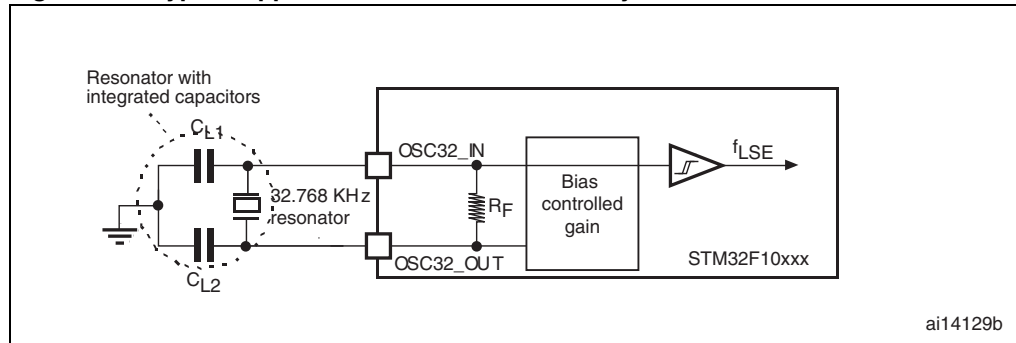 Resonator with
integrated capacitors
CL1
OSC32_IN
fLSE
32.768 KHz
resonator
RF
Bias
controlled
gain
OSC32_OUT
STM32F10xxx
CL2
ai14129b